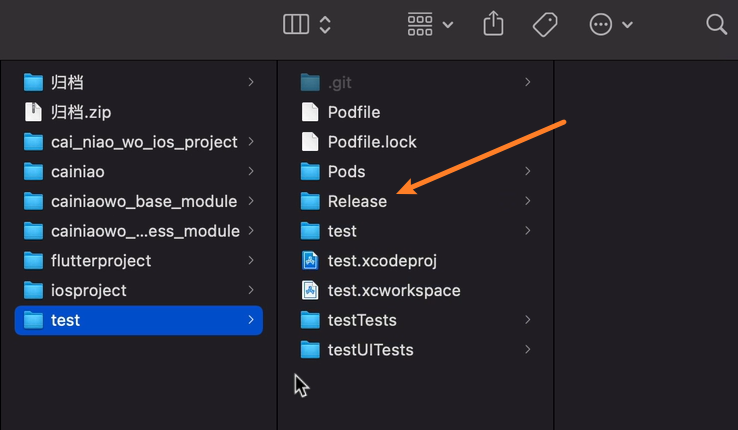 归档
归档.zip
cai_niao_wo_ios_project
cainiao
cainiaowo_base_module
cainiaowo_...ess_module
flutterproject
iosproject
test
.git
Podfile
Podfile.lock
Pods
Release
test
test.xcodeproj
test.xcworkspace
testTests
testUITests